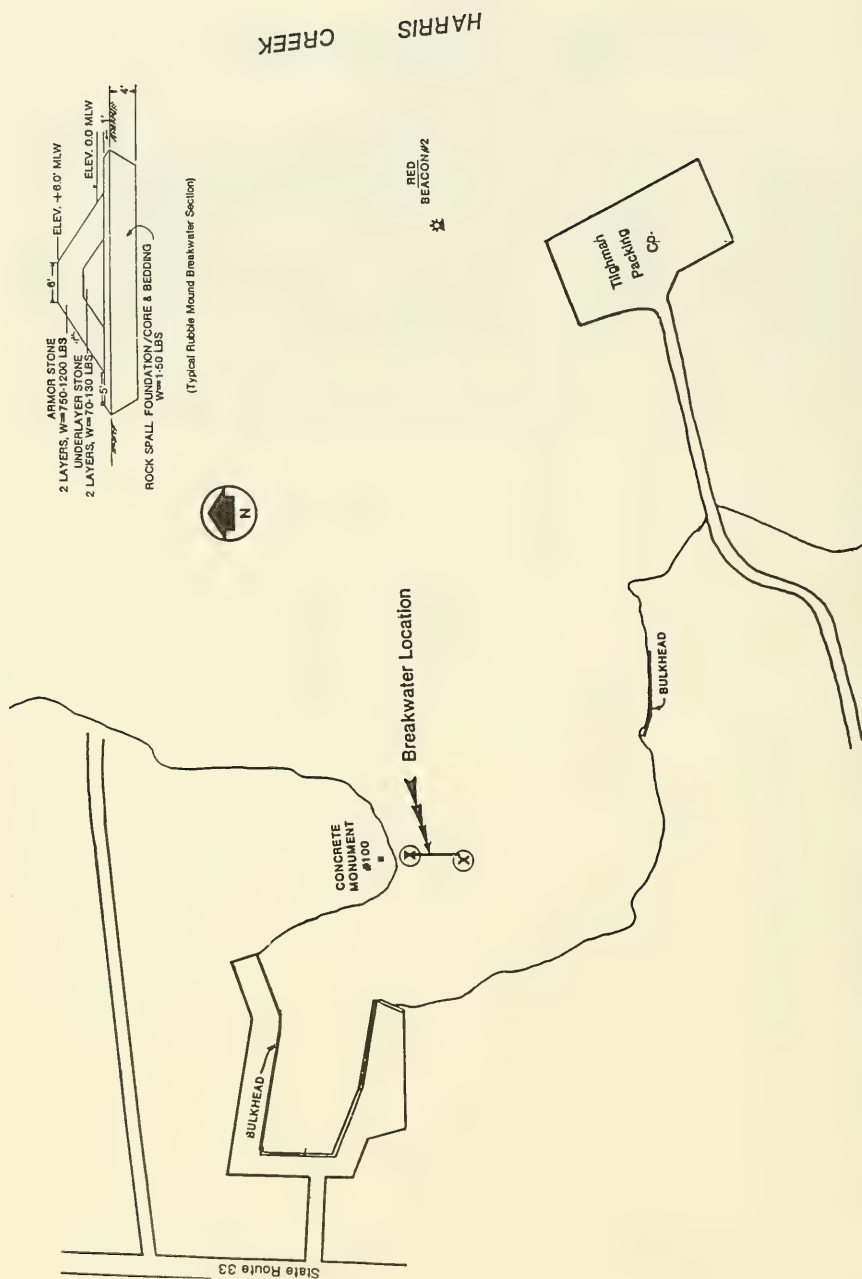 HARRIS CREEK
ARMOR STONE
2 LAYERS, W=750-1200 LBS
UNDERLAYER STONE
2 LAYERS, W=70-130 LBS
6'
ELEV. +6.0' MLW
ELEV. 0.0 MLW
1'
4'
5'
ROCK SPALL FOUNDATION/CORE & BEDDING
W=1-50 LBS
(Typical Rubble Mound Breakwater Section)
N
RED
BEACON #2
Tilghman
Packing
Cp.
CONCRETE
MONUMENT
#100
Breakwater Location
BULKHEAD
BULKHEAD
State Route 33